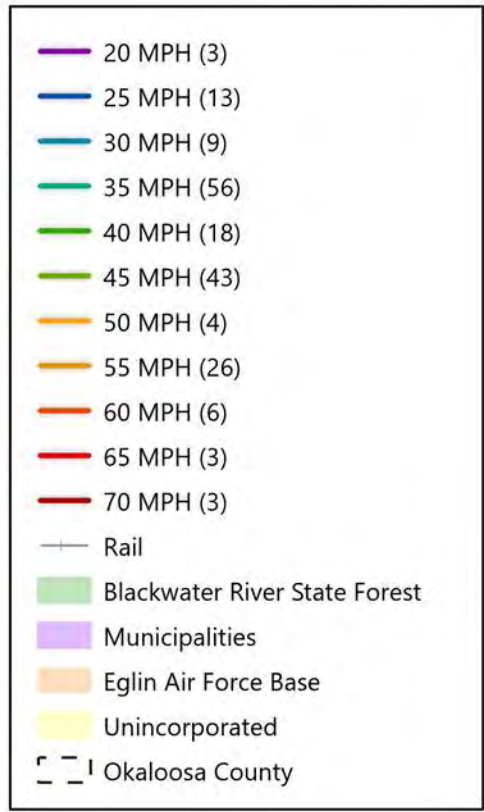 20 MPH (3)
25 MPH (13)
30 MPH (9)
35 MPH (56)
40 MPH (18)
45 MPH (43)
50 MPH (4)
55 MPH (26)
60 MPH (6)
65 MPH (3)
70 MPH (3)
Rail
Blackwater River State Forest
Municipalities
Eglin Air Force Base
Unincorporated
Okaloosa County